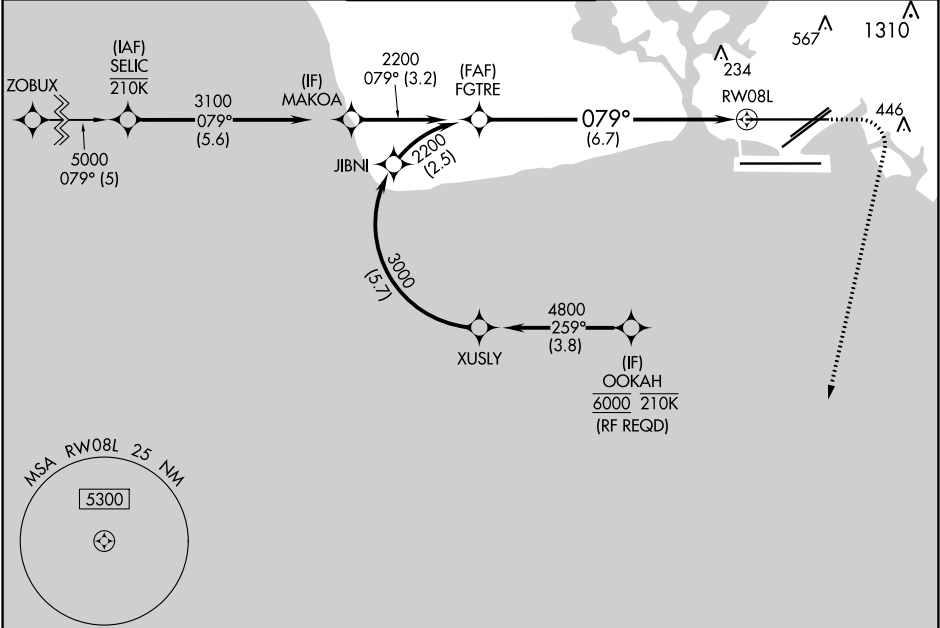 ZOBUX
5000
079° (5)
(IAF)
SELIC
210K
3100
079°
(5.6)
(IF)
MAKOA
2200
079° (3.2)
(FAF)
FGTRE
JIBNI
2200
(2.5)
079°
(6.7)
RW08L
234
567
1310
446
3000
(5.7)
XUSLY
4800
259°
(3.8)
(IF)
OOKAH
6000 210K
(RF REQD)
MSA RW08L 25 NM
5300